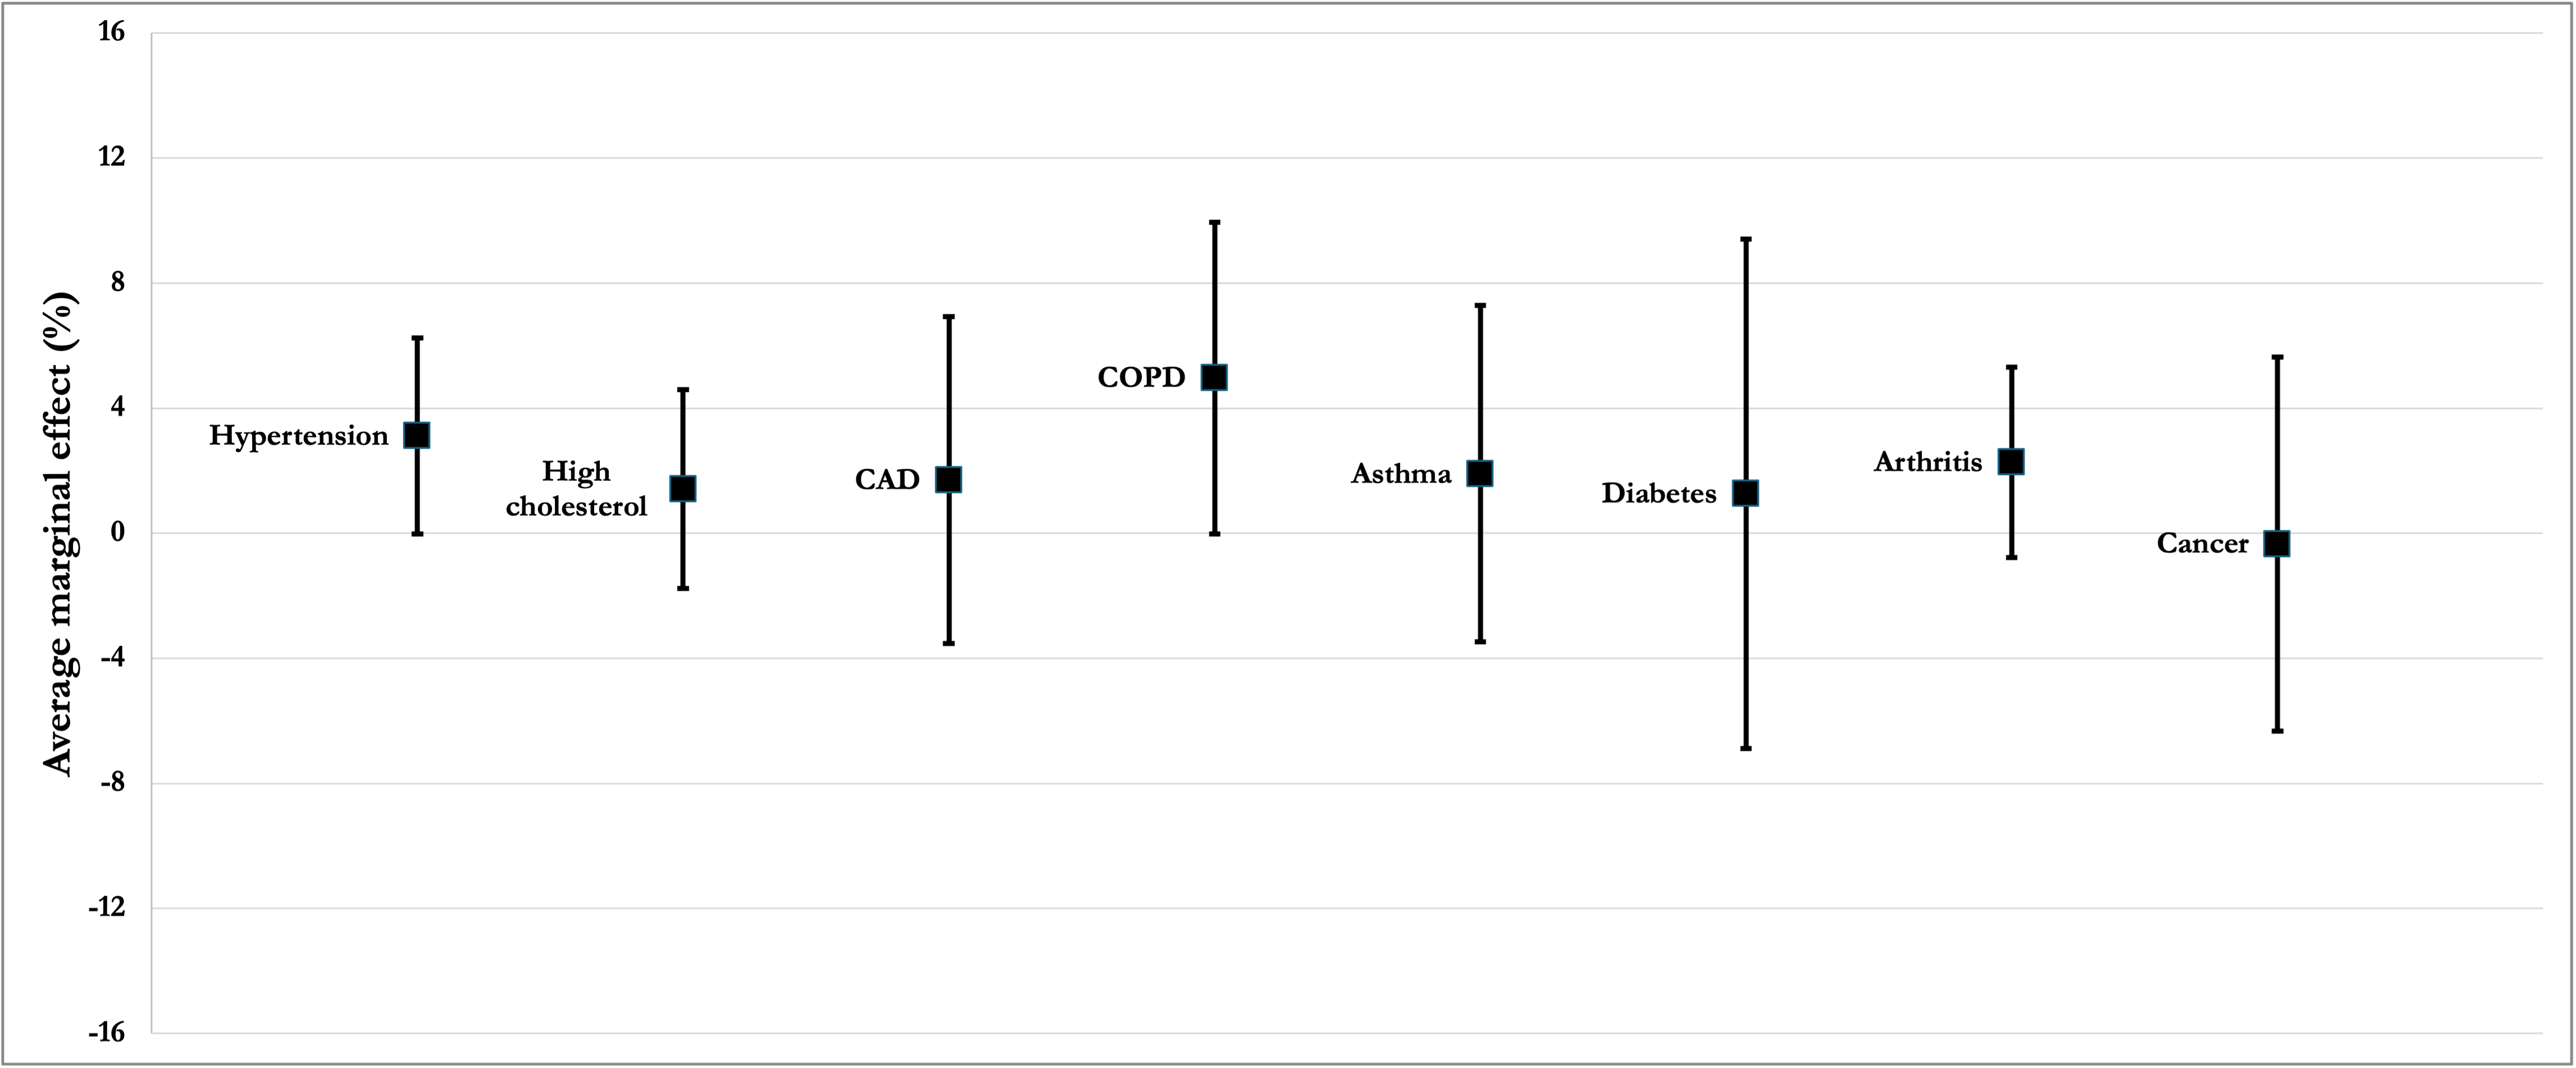 16
12
8
4
0
-4
-8
-12
-16
Average marginal effect (%)
Hypertension
High
cholesterol
CAD
COPD
Asthma
Diabetes
Arthritis
Cancer